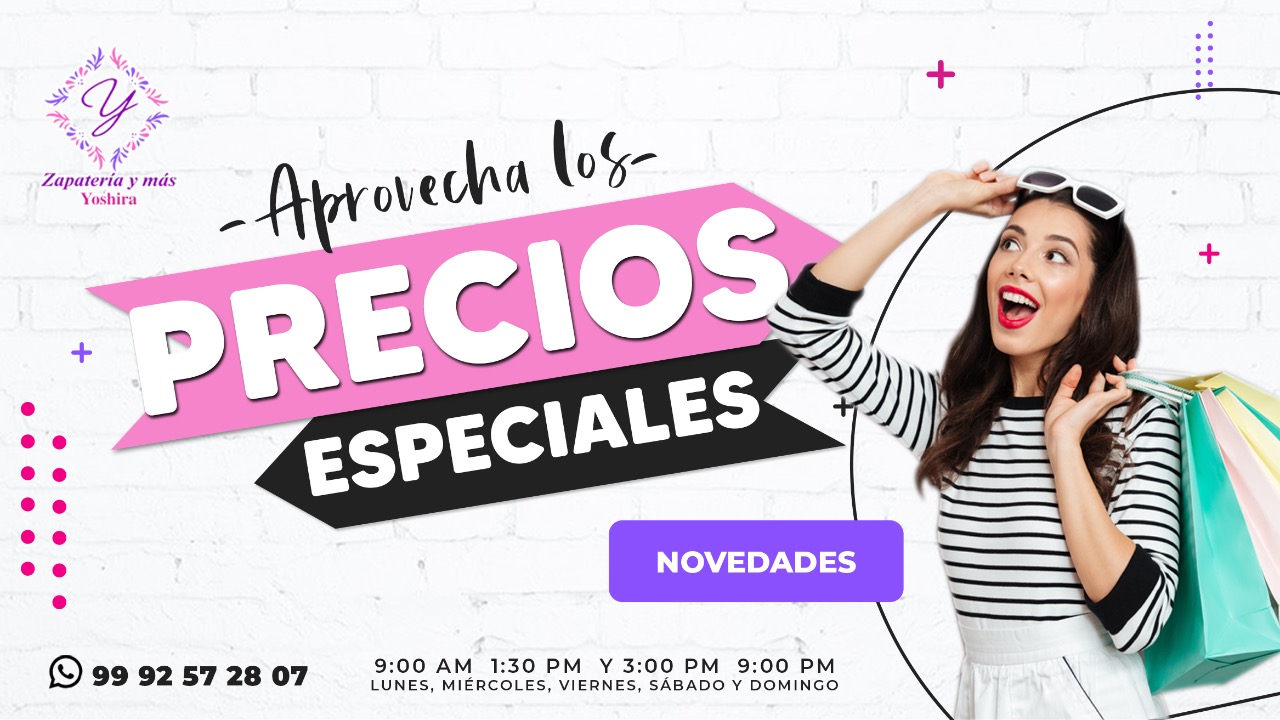 Y
Zapatería y más
Yoshira
-Aprovecha los-
PRECIOS
ESPECIALES
NOVEDADES
99 92 57 28 07
9:00 AM 1:30 PM Y 3:00 PM 9:00 PM
LUNES, MIÉRCOLES, VIERNES, SÁBADO Y DOMINGO